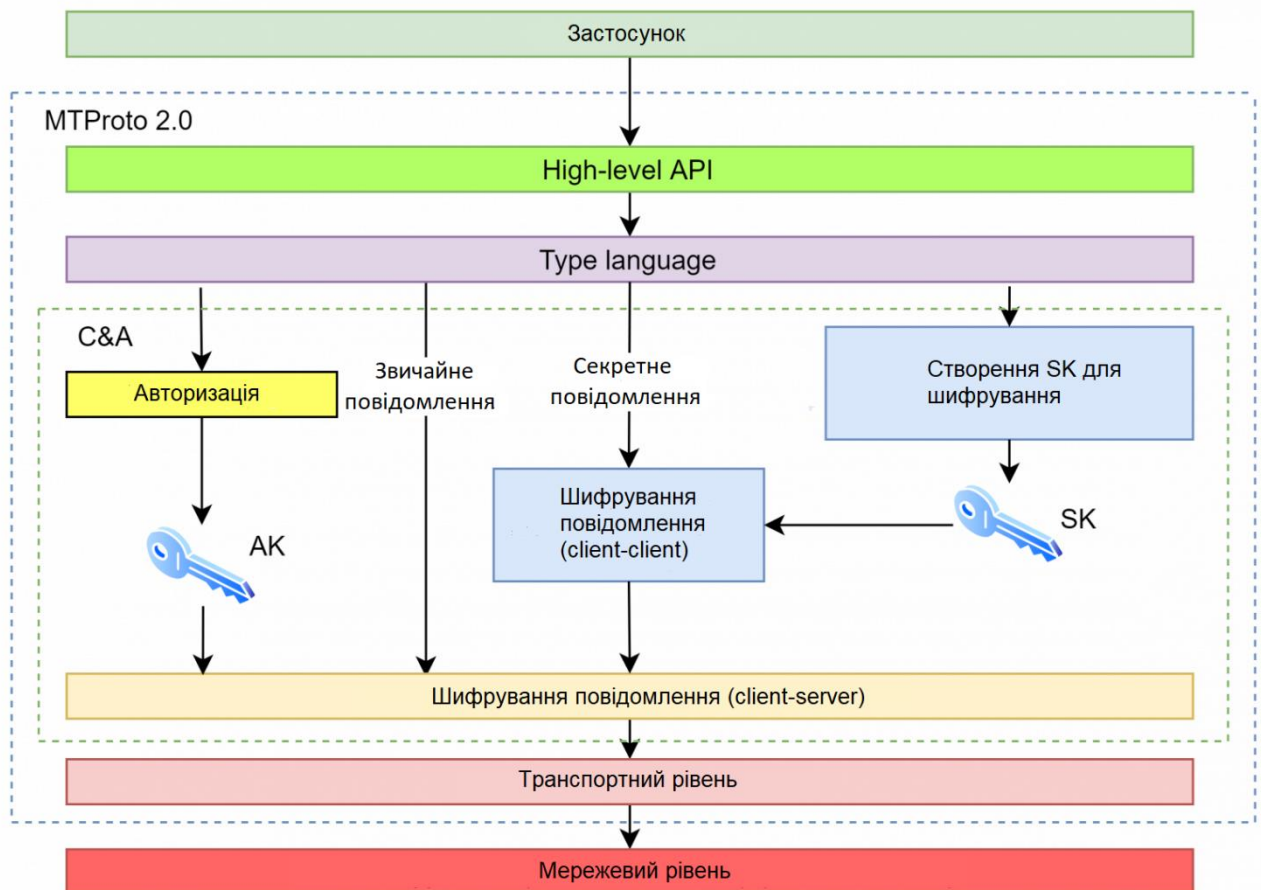 Застосунок
MTProto 2.0
High-level API
Type language
C&A
Авторизація
Звичайне
повідомлення
Секретне
повідомлення
Створення SK для
шифрування
Шифрування
повідомлення
(client-client)
AK
SK
Шифрування повідомлення (client-server)
Транспортний рівень
Мережевий рівень